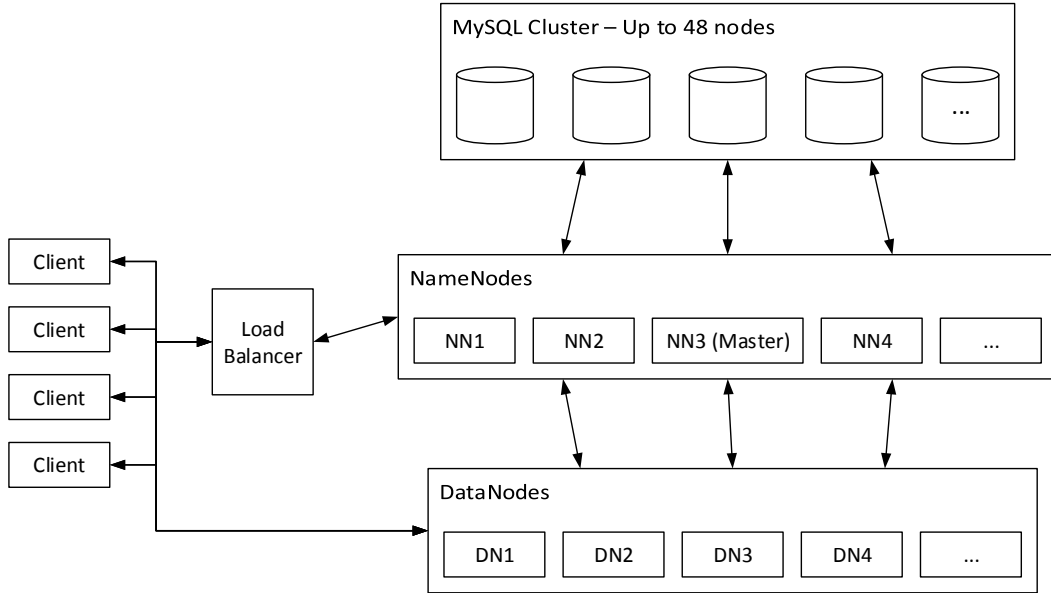 MySQL Cluster – Up to 48 nodes
...
Client
Client
Client
Client
Load
Balancer
NameNodes
NN1
NN2
NN3 (Master)
NN4
...
DataNodes
DN1
DN2
DN3
DN4
...